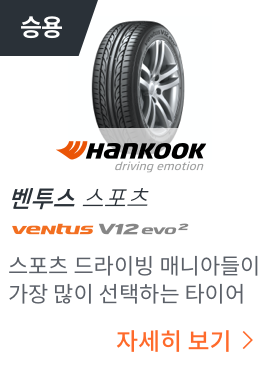 승용
HANKOOK
driving emotion
벤투스 스포츠
ventus V12 evo²
스포츠 드라이빙 매니아들이
가장 많이 선택하는 타이어
자세히 보기 >